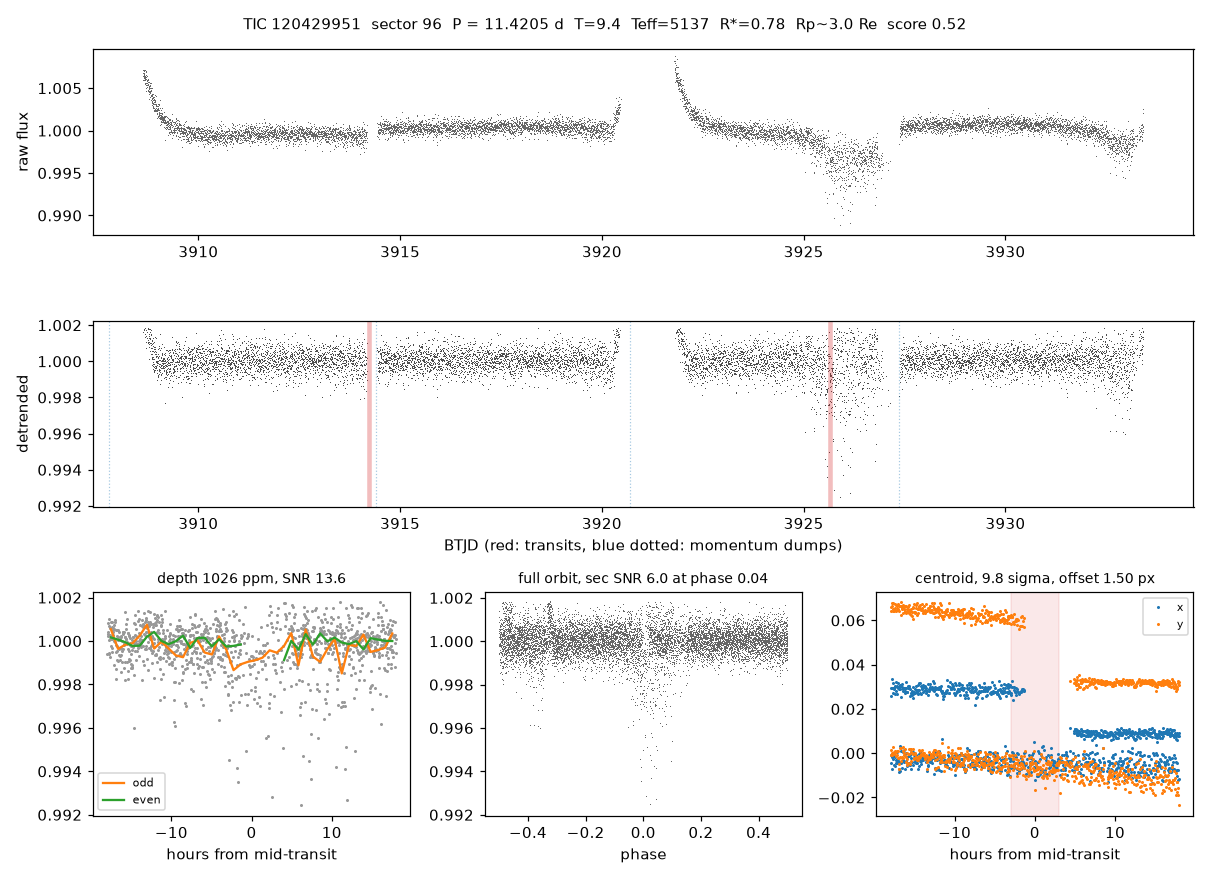 TIC 120429951 sector 96 P = 11.4205 d T=9.4 Teff=5137 R*=0.78 Rp~3.0 Re score 0.52
raw flux
1.005
1.000
0.995
0.990
3910 3915 3920 3925 3930
detrended
1.002
1.000
0.998
0.996
0.994
0.992
3910 3915 3920 3925 3930
BTJD (red: transits, blue dotted: momentum dumps)
depth 1026 ppm, SNR 13.6
1.002
1.000
0.998
0.996
0.994
0.992
odd
even
−10 0 10
hours from mid-transit
full orbit, sec SNR 6.0 at phase 0.04
1.002
1.000
0.998
0.996
0.994
0.992
−0.4 −0.2 0.0 0.2 0.4
phase
centroid, 9.8 sigma, offset 1.50 px
0.06
0.04
0.02
0.00
−0.02
x
y
−10 0 10
hours from mid-transit